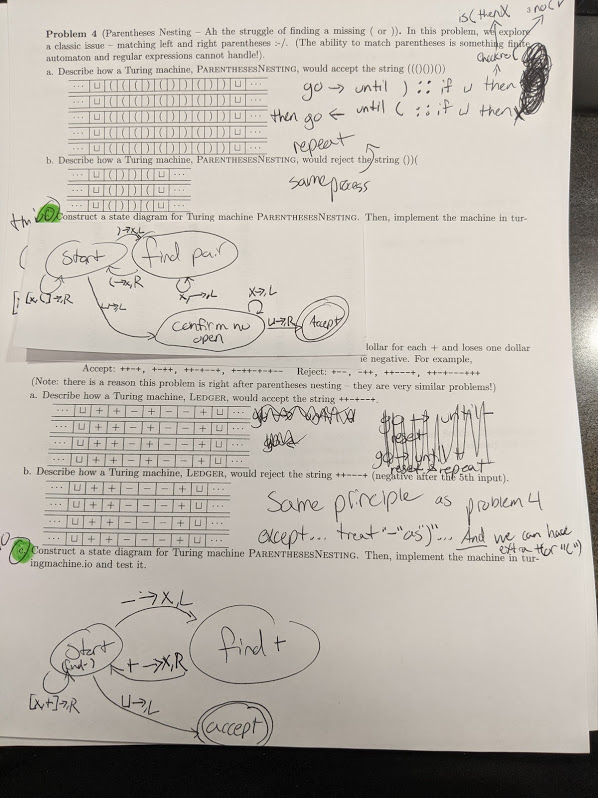 is ( then X
Problem 4 (Parentheses Nesting – Ah the struggle of finding a missing ( or )). In this problem, we explore
a classic issue – matching left and right parentheses :-/. (The ability to match parentheses is something finite
automaton and regular expressions cannot handle!).
a. Describe how a Turing machine, PARENTHESESNESTING, would accept the string ((()())())
go → until ) :: if ⊔ then
then go ← until ( :: if ⊔ then X
repeat
b. Describe how a Turing machine, PARENTHESESNESTING, would reject the string ())(
same process
Construct a state diagram for Turing machine PARENTHESESNESTING. Then, implement the machine in tur-
) → X, L
Start
find pair
( → X, R
[X, (] →, R
X →, L
⊔ →, L
X →, L
confirm no open
⊔ →, R
Accept
dollar for each + and loses one dollar
e negative. For example,
Accept: ++-+, +-++, ++---+, +-++-+-+-- Reject: +--, -++, ++---+, ++-+---+++
(Note: there is a reason this problem is right after parentheses nesting – they are very similar problems!)
a. Describe how a Turing machine, LEDGER, would accept the string ++-+--+.
go → until
reset
go → until
reset & repeat
b. Describe how a Turing machine, LEDGER, would reject the string ++---+ (negative after the 5th input).
Same principle as problem 4
except... treat "-" as ")"... And we can have
extra + for "("
c. Construct a state diagram for Turing machine PARENTHESESNESTING. Then, implement the machine in tur-
ingmachine.io and test it.
- → X, L
start
(find -)
find +
+ → X, R
[X, +] →, R
⊔ →, L
accept